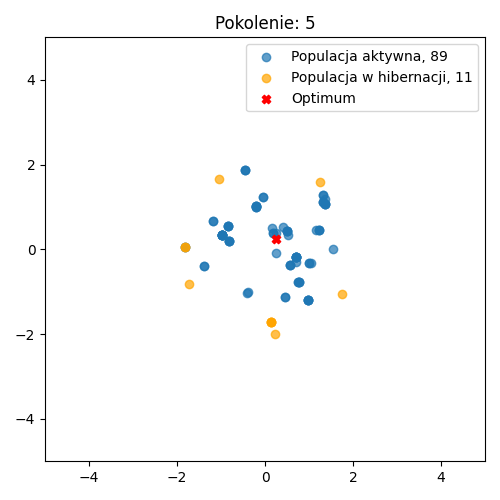 Pokolenie: 5
Populacja aktywna, 89
Populacja w hibernacji, 11
Optimum
4
2
0
−2
−4
−4
−2
0
2
4